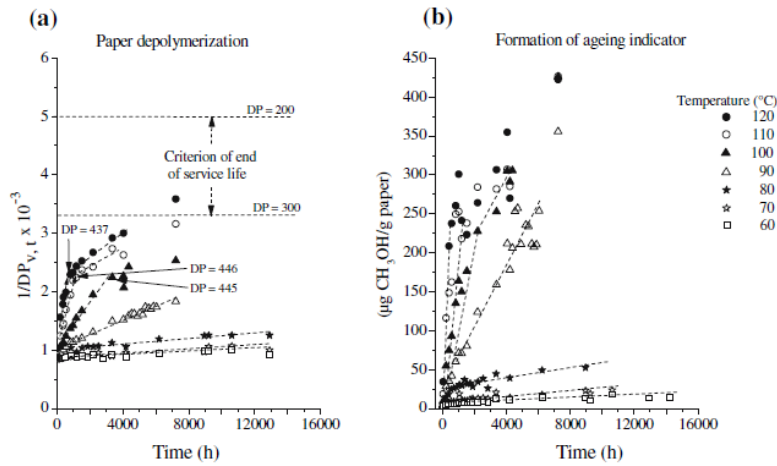 (a)
Paper depolymerization
1/DPv, t x 10-3
6
5
4
3
2
1
0
DP = 200
Criterion of end
of service life
DP = 300
DP = 437
DP = 446
DP = 445
0 4000 8000 12000 16000
Time (h)
(b)
Formation of ageing indicator
(µg CH3OH/g paper)
450
400
350
300
250
200
150
100
50
0
0 4000 8000 12000 16000
Time (h)
Temperature (°C)
120
110
100
90
80
70
60